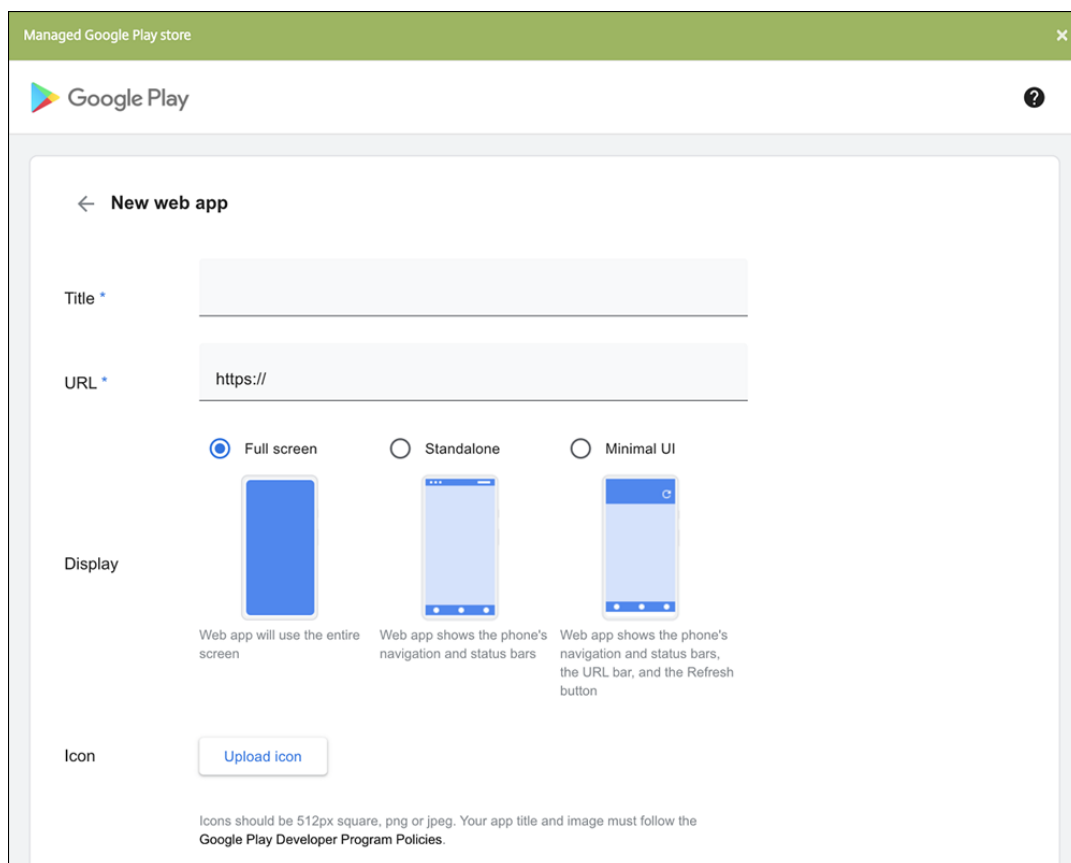 Managed Google Play store
Google Play
New web app
Title *
URL *
https://
Full screen
Standalone
Minimal UI
Display
Web app will use the entire
screen
Web app shows the phone's
navigation and status bars
Web app shows the phone's
navigation and status bars,
the URL bar, and the Refresh
button
Icon
Upload icon
Icons should be 512px square, png or jpeg. Your app title and image must follow the
Google Play Developer Program Policies.